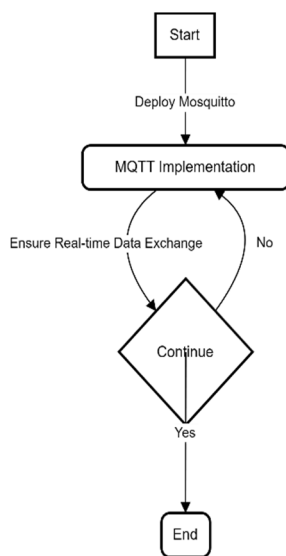 Start
Deploy Mosquitto
MQTT Implementation
Ensure Real-time Data Exchange
No
Continue
Yes
End